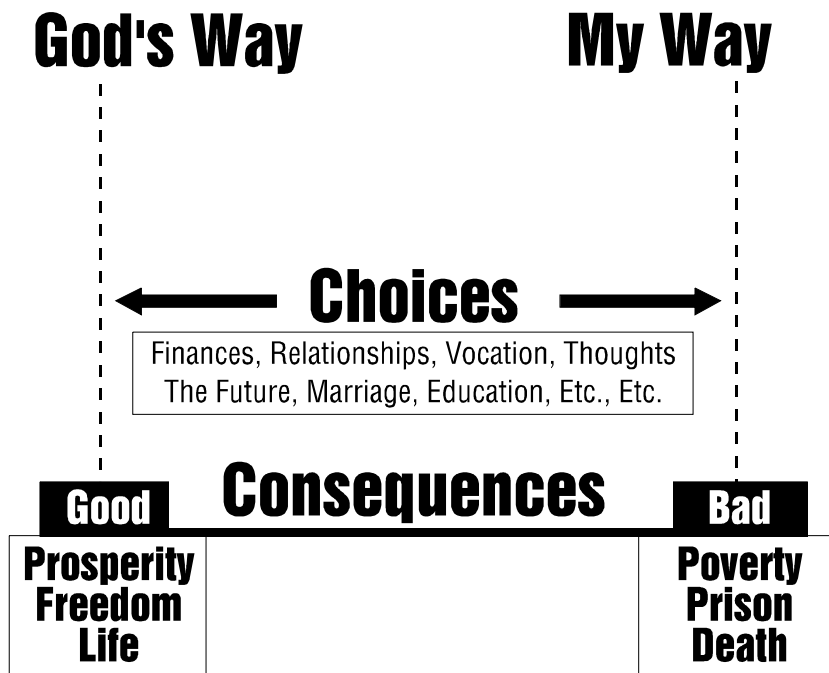 God's Way
My Way
Choices
Finances, Relationships, Vocation, Thoughts
The Future, Marriage, Education, Etc., Etc.
Consequences
Good
Bad
Prosperity
Freedom
Life
Poverty
Prison
Death